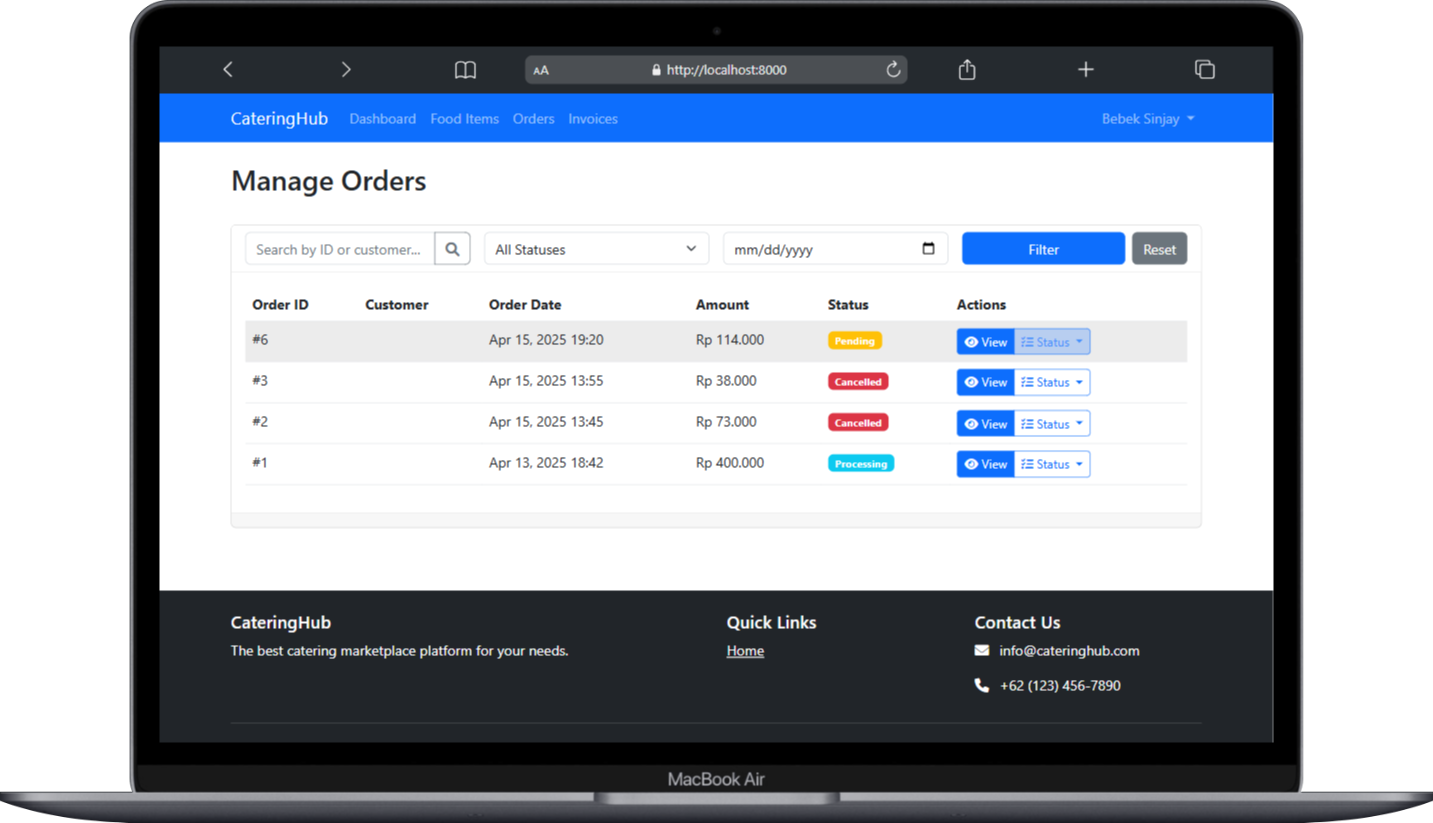 AA http://localhost:8000
CateringHub Dashboard Food Items Orders Invoices Bebek Sinjay
Manage Orders
Search by ID or customer... All Statuses mm/dd/yyyy Filter Reset
Order ID Customer Order Date Amount Status Actions
#6 Apr 15, 2025 19:20 Rp 114.000 Pending View Status
#3 Apr 15, 2025 13:55 Rp 38.000 Cancelled View Status
#2 Apr 15, 2025 13:45 Rp 73.000 Cancelled View Status
#1 Apr 13, 2025 18:42 Rp 400.000 Processing View Status
CateringHub Quick Links Contact Us
The best catering marketplace platform for your needs. Home info@cateringhub.com
+62 (123) 456-7890
MacBook Air